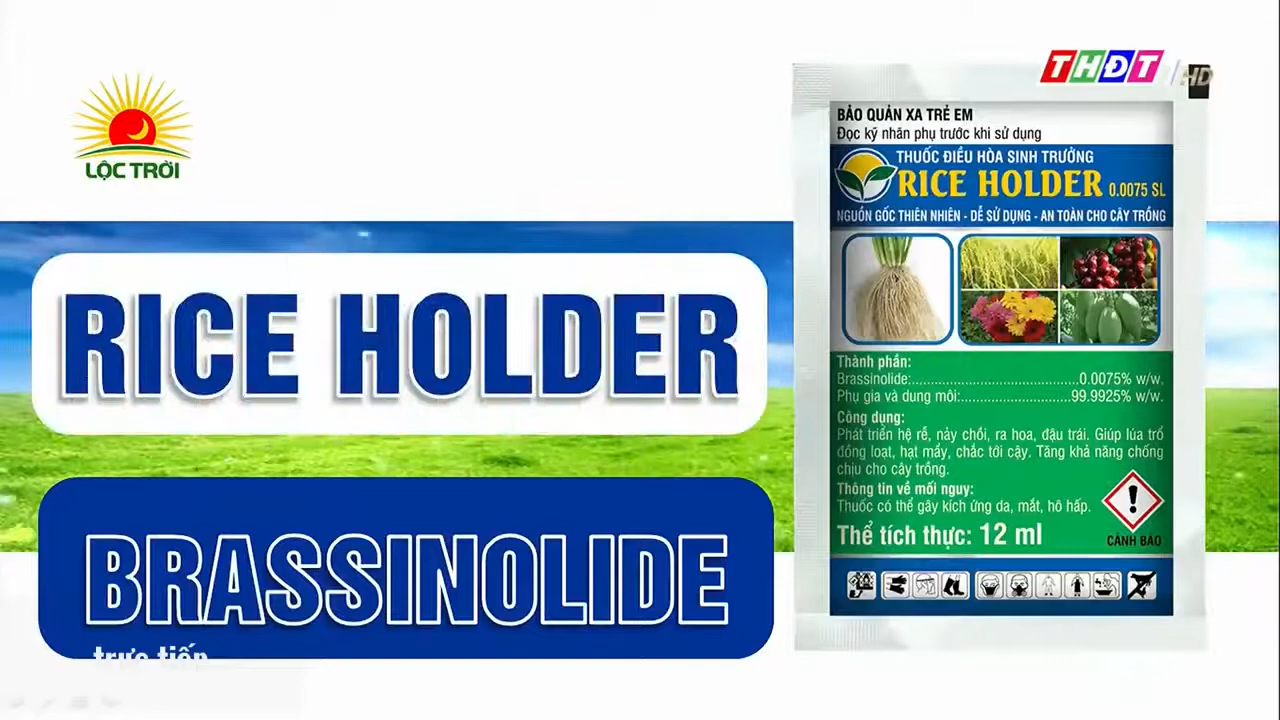 LỘC TRỜI
RICE HOLDER
BRASSINOLIDE
trực tiếp
THĐT HD
BẢO QUẢN XA TRẺ EM
Đọc kỹ nhãn phụ trước khi sử dụng
THUỐC ĐIỀU HÒA SINH TRƯỞNG
RICE HOLDER 0.0075 SL
NGUỒN GỐC THIÊN NHIÊN - DỄ SỬ DỤNG - AN TOÀN CHO CÂY TRỒNG
Thành phần:
Brassinolide:.......................................0.0075% w/w.
Phụ gia và dung môi:.........................99.9925% w/w.
Công dụng:
Phát triển hệ rễ, nảy chồi, ra hoa, đậu trái. Giúp lúa trổ
đồng loạt, hạt mẩy, chắc tới cậy. Tăng khả năng chống
chịu cho cây trồng.
Thông tin về mối nguy:
Thuốc có thể gây kích ứng da, mắt, hô hấp.
Thể tích thực: 12 ml
CẢNH BÁO